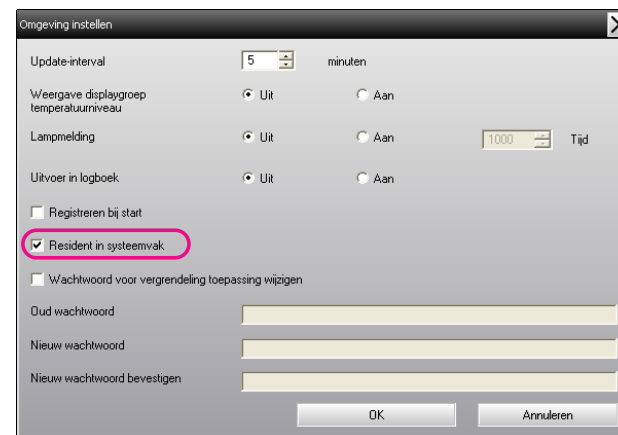 Omgeving instellen
Update-interval 5 minuten
Weergave displaygroep
temperatuurniveau Uit Aan
Lampmelding Uit Aan 1000 Tijd
Uitvoer in logboek Uit Aan
Registreren bij start
Resident in systeemvak
Wachtwoord voor vergrendeling toepassing wijzigen
Oud wachtwoord
Nieuw wachtwoord
Nieuw wachtwoord bevestigen
OK Annuleren